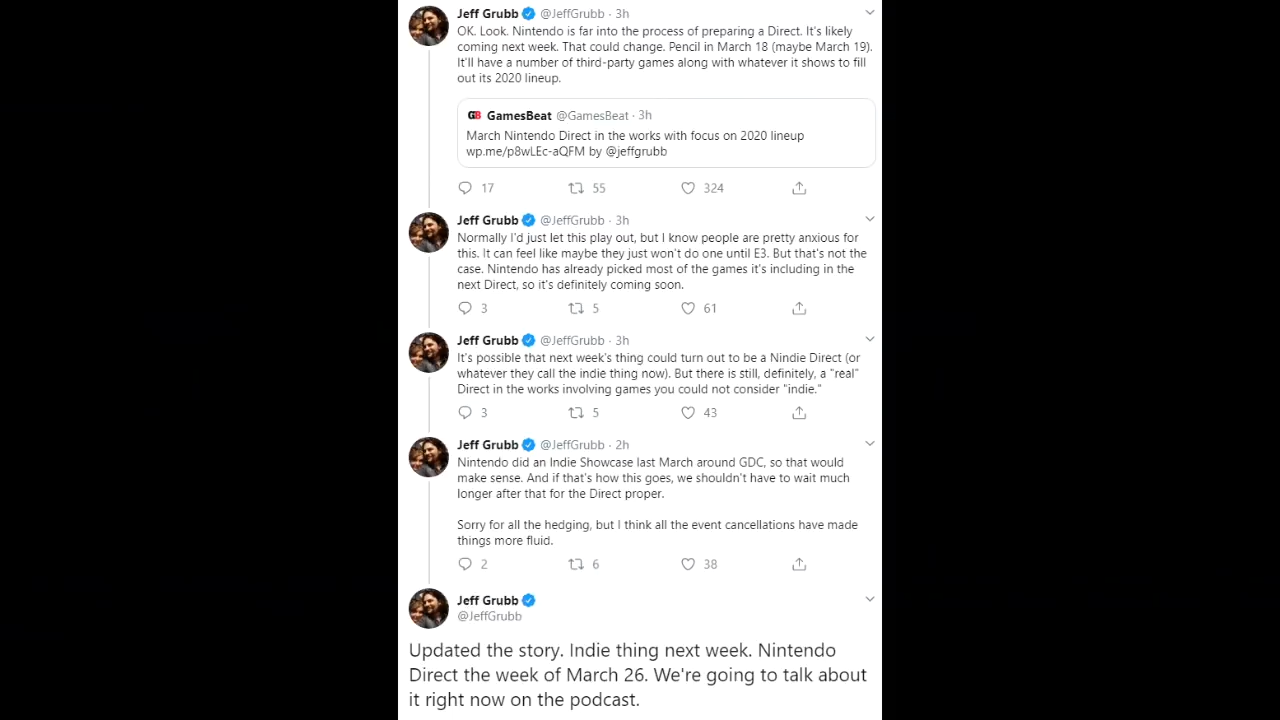 Jeff Grubb @JeffGrubb · 3h
OK. Look. Nintendo is far into the process of preparing a Direct. It's likely
coming next week. That could change. Pencil in March 18 (maybe March 19).
It'll have a number of third-party games along with whatever it shows to fill
out its 2020 lineup.
GB GamesBeat @GamesBeat · 3h
March Nintendo Direct in the works with focus on 2020 lineup
wp.me/p8wLEc-aQFM by @jeffgrubb
17 55 324
Jeff Grubb @JeffGrubb · 3h
Normally I'd just let this play out, but I know people are pretty anxious for
this. It can feel like maybe they just won't do one until E3. But that's not the
case. Nintendo has already picked most of the games it's including in the
next Direct, so it's definitely coming soon.
3 5 61
Jeff Grubb @JeffGrubb · 3h
It's possible that next week's thing could turn out to be a Nindie Direct (or
whatever they call the indie thing now). But there is still, definitely, a "real"
Direct in the works involving games you could not consider "indie."
3 5 43
Jeff Grubb @JeffGrubb · 2h
Nintendo did an Indie Showcase last March around GDC, so that would
make sense. And if that's how this goes, we shouldn't have to wait much
longer after that for the Direct proper.
Sorry for all the hedging, but I think all the event cancellations have made
things more fluid.
2 6 38
Jeff Grubb
@JeffGrubb
Updated the story. Indie thing next week. Nintendo
Direct the week of March 26. We're going to talk about
it right now on the podcast.